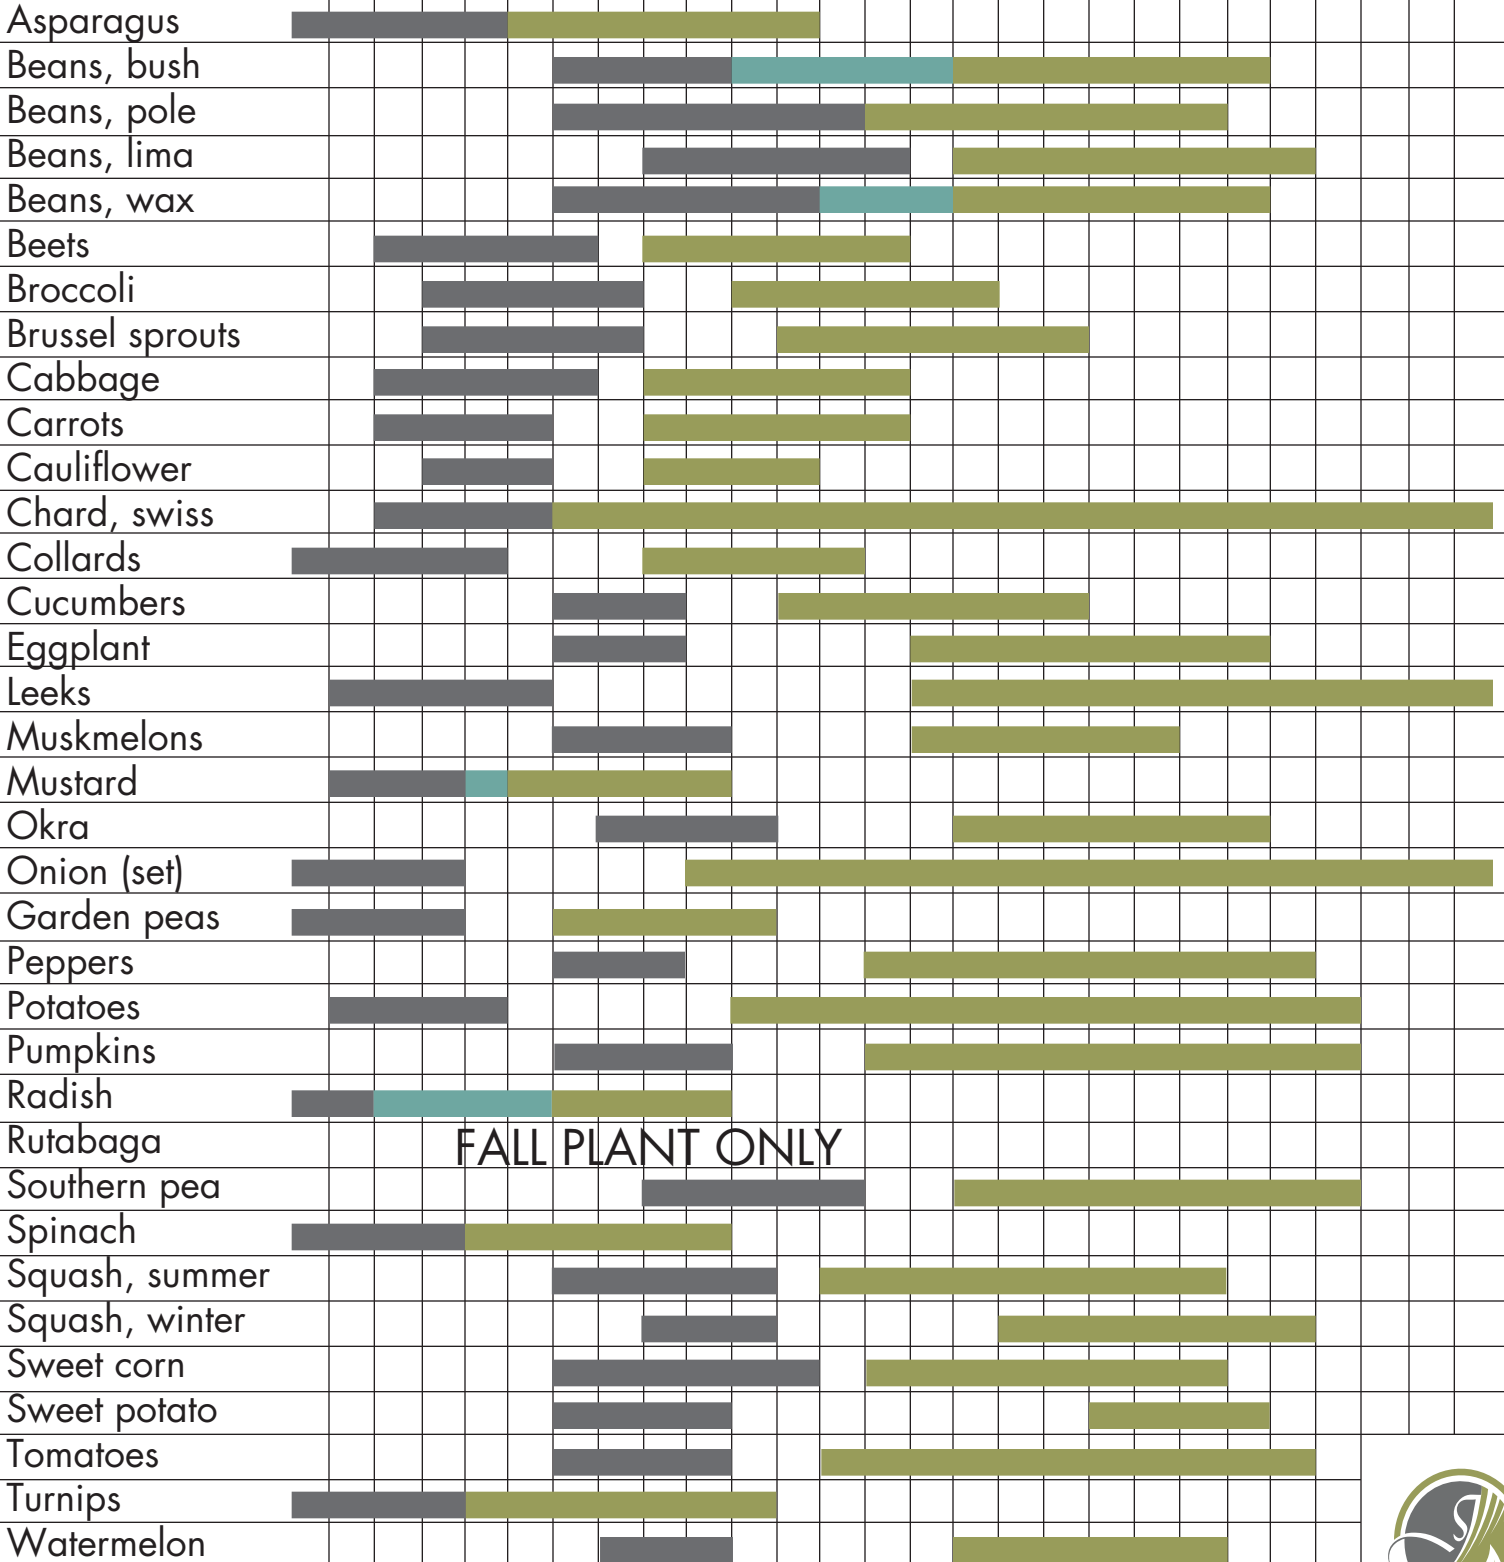 Asparagus
Beans, bush
Beans, pole
Beans, lima
Beans, wax
Beets
Broccoli
Brussel sprouts
Cabbage
Carrots
Cauliflower
Chard, swiss
Collards
Cucumbers
Eggplant
Leeks
Muskmelons
Mustard
Okra
Onion (set)
Garden peas
Peppers
Potatoes
Pumpkins
Radish
Rutabaga FALL PLANT ONLY
Southern pea
Spinach
Squash, summer
Squash, winter
Sweet corn
Sweet potato
Tomatoes
Turnips
Watermelon